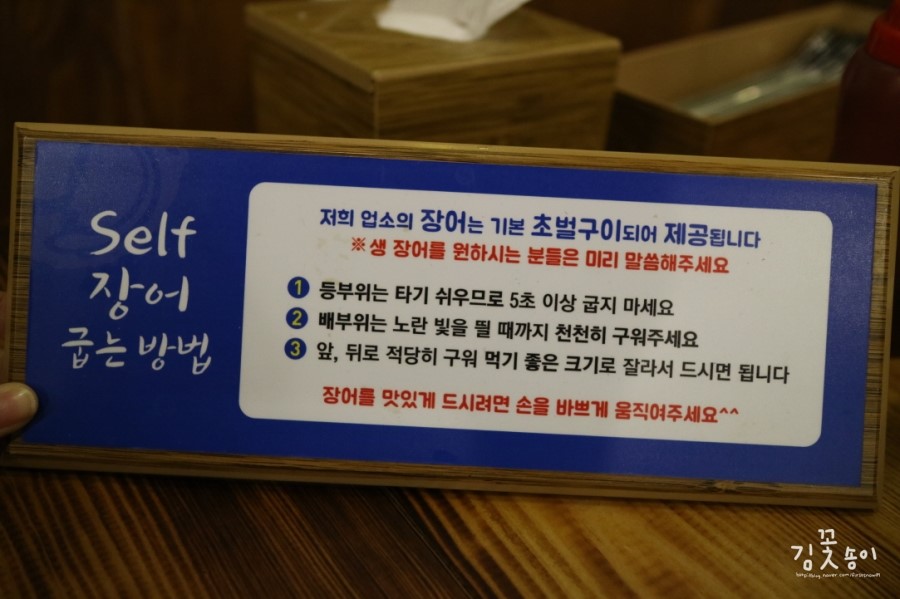 Self
장어
굽는 방법
저희 업소의 장어는 기본 초벌구이되어 제공됩니다
※생 장어를 원하시는 분들은 미리 말씀해주세요
1 등부위는 타기 쉬우므로 5초 이상 굽지 마세요
2 배부위는 노란 빛을 띌 때까지 천천히 구워주세요
3 앞, 뒤로 적당히 구워 먹기 좋은 크기로 잘라서 드시면 됩니다
장어를 맛있게 드시려면 손을 바쁘게 움직여주세요^^
김꽃송이